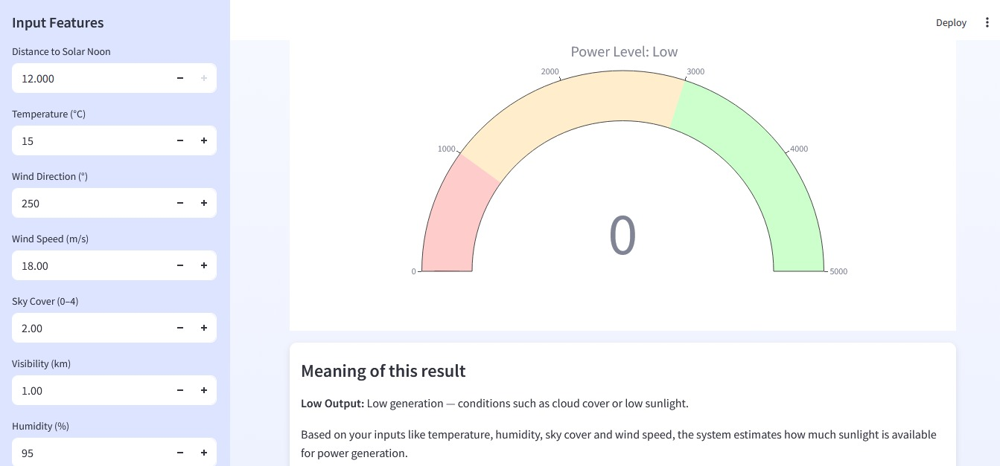 Input Features
Distance to Solar Noon
12.000
Temperature (°C)
15
Wind Direction (°)
250
Wind Speed (m/s)
18.00
Sky Cover (0–4)
2.00
Visibility (km)
1.00
Humidity (%)
95
Deploy
Power Level: Low
0
1000
2000
3000
4000
5000
0
Meaning of this result
Low Output: Low generation — conditions such as cloud cover or low sunlight.
Based on your inputs like temperature, humidity, sky cover and wind speed, the system estimates how much sunlight is available
for power generation.